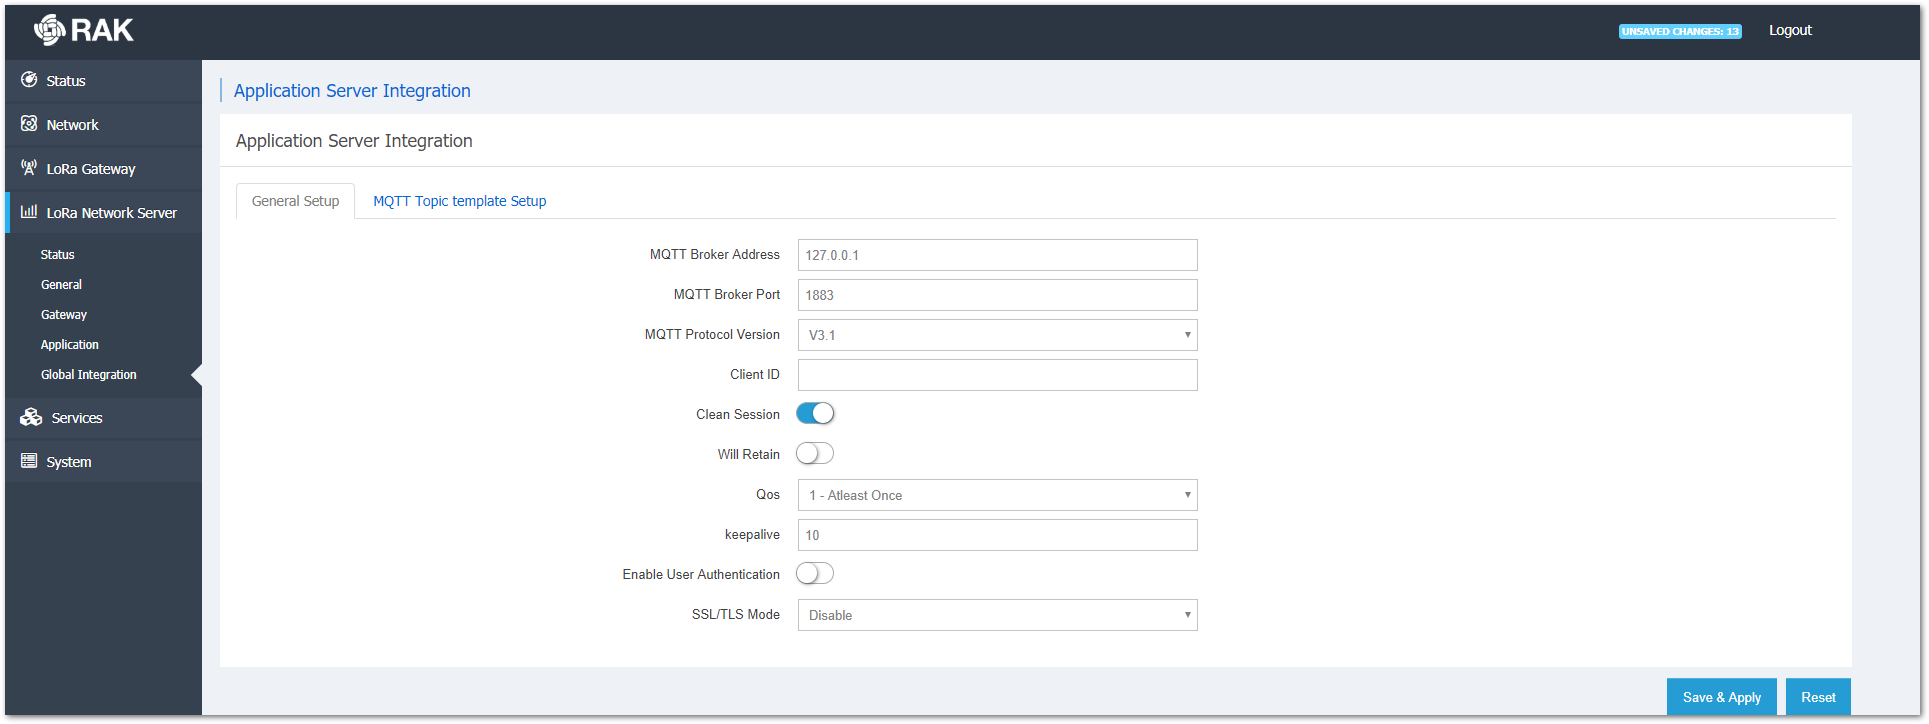 RAK
UNSAVED CHANGES: 13
Logout
Status
Network
LoRa Gateway
LoRa Network Server
Status
General
Gateway
Application
Global Integration
Services
System
Application Server Integration
Application Server Integration
General Setup
MQTT Topic template Setup
MQTT Broker Address 127.0.0.1
MQTT Broker Port 1883
MQTT Protocol Version V3.1
Client ID
Clean Session
Will Retain
Qos 1 - Atleast Once
keepalive 10
Enable User Authentication
SSL/TLS Mode Disable
Save & Apply
Reset